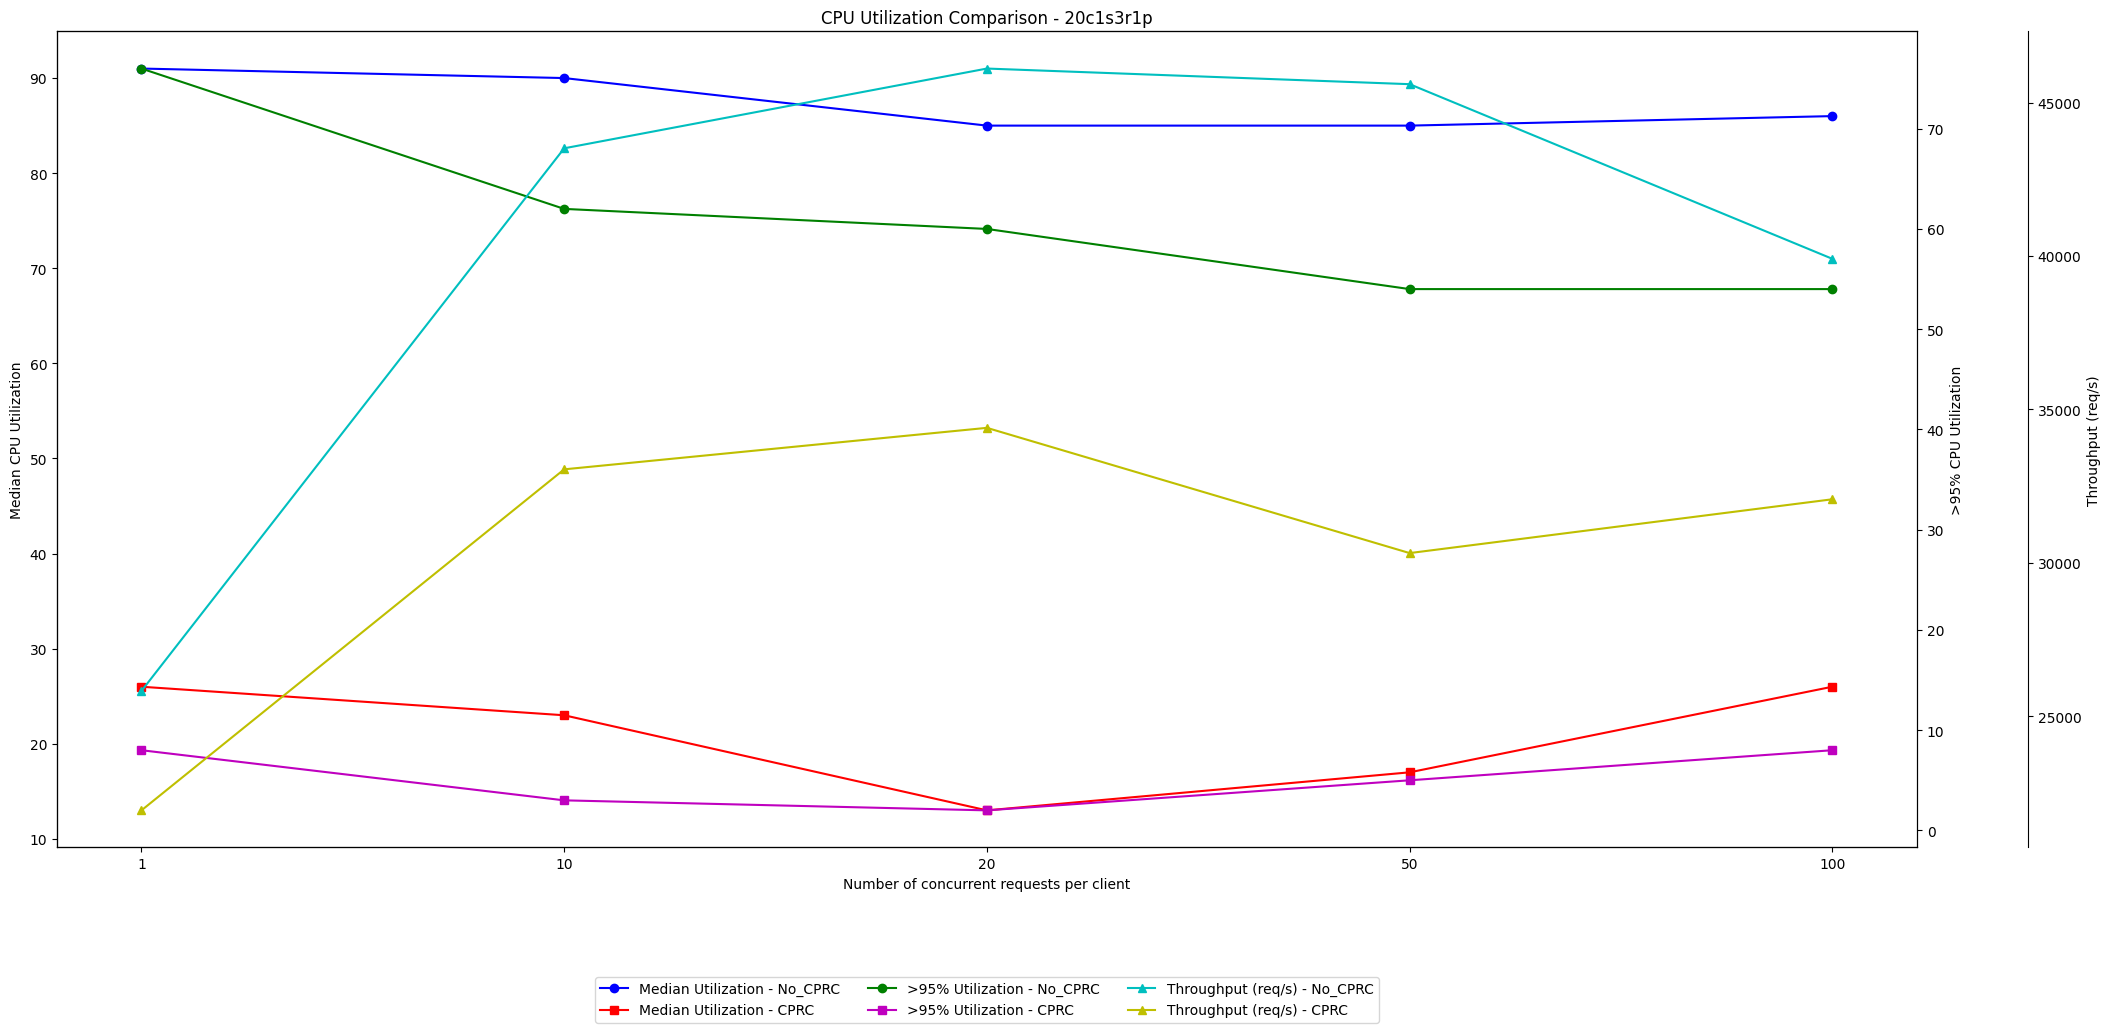 CPU Utilization Comparison - 20c1s3r1p
90
80
70
60
50
40
30
20
10
Median CPU Utilization
70
60
50
40
30
20
10
0
>95% CPU Utilization
45000
40000
35000
30000
25000
Throughput (req/s)
1 10 20 50 100
Number of concurrent requests per client
Median Utilization - No_CPRC >95% Utilization - No_CPRC Throughput (req/s) - No_CPRC
Median Utilization - CPRC >95% Utilization - CPRC Throughput (req/s) - CPRC